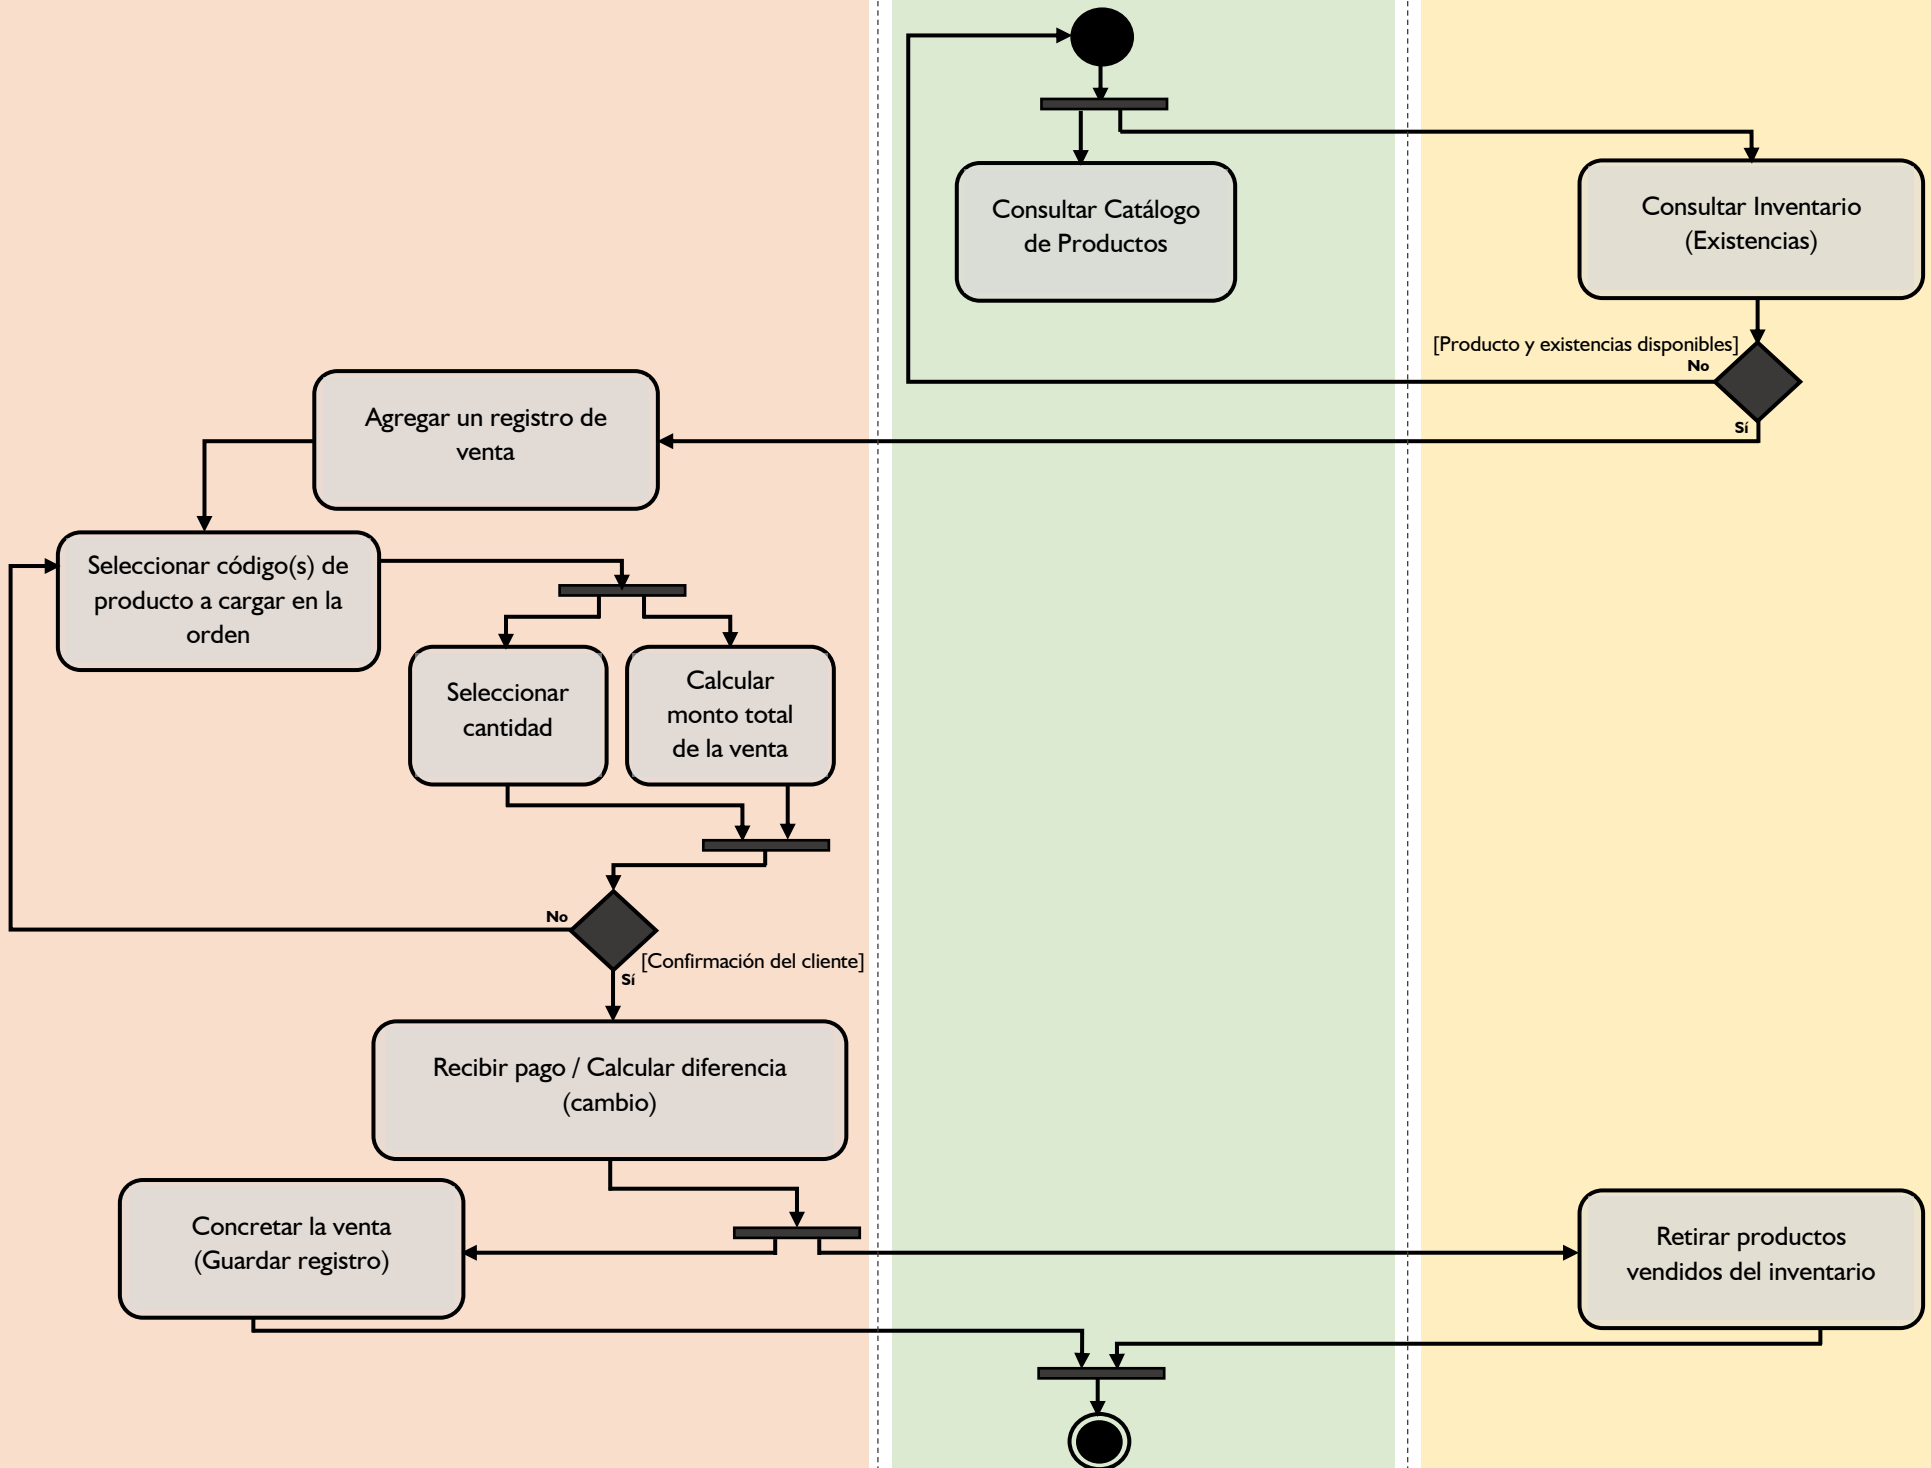 Consultar Catálogo
de Productos
Consultar Inventario
(Existencias)
[Producto y existencias disponibles]
No
Sí
Agregar un registro de
venta
Seleccionar código(s) de
producto a cargar en la
orden
Seleccionar
cantidad
Calcular
monto total
de la venta
No
[Confirmación del cliente]
Sí
Recibir pago / Calcular diferencia
(cambio)
Concretar la venta
(Guardar registro)
Retirar productos
vendidos del inventario